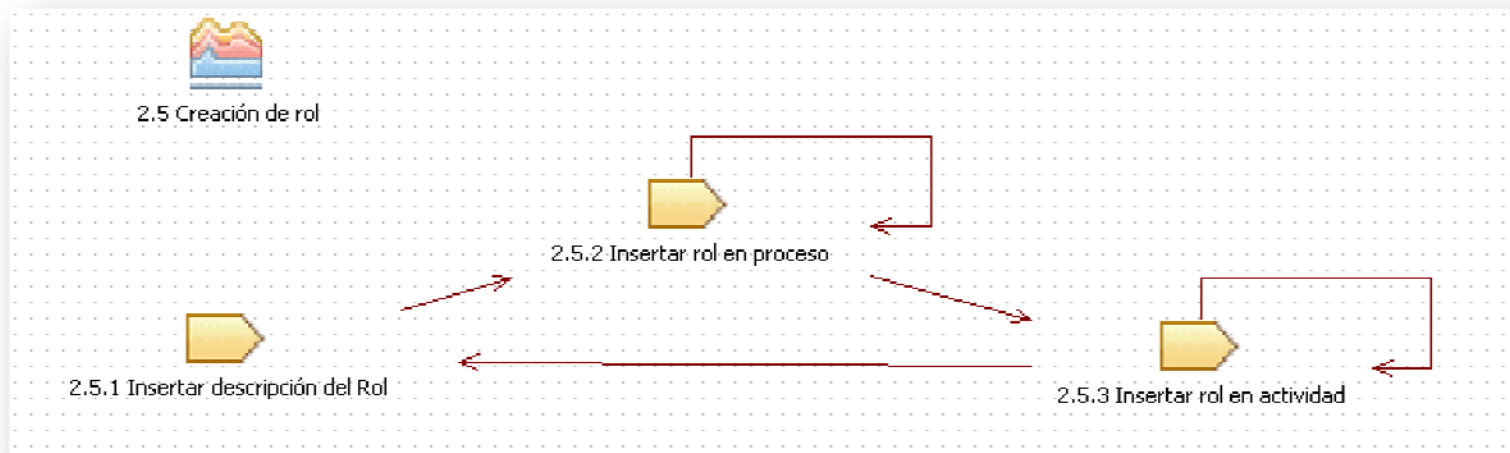 2.5 Creación de rol
2.5.2 Insertar rol en proceso
2.5.1 Insertar descripción del Rol
2.5.3 Insertar rol en actividad